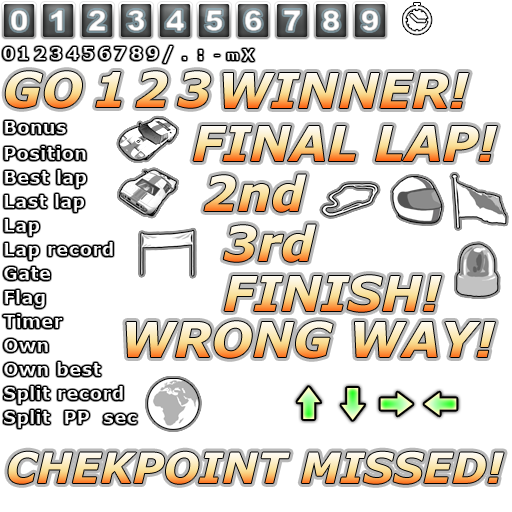 0 1 2 3 4 5 6 7 8 9
0123456789/.:-mX
GO 1 2 3 WINNER!
Bonus
FINAL LAP!
Position
Best lap
2nd
Last lap
Lap
3rd
Lap record
Gate
Flag
FINISH!
Timer
WRONG WAY!
Own
Own best
Split record
Split PP sec
CHEKPOINT MISSED!